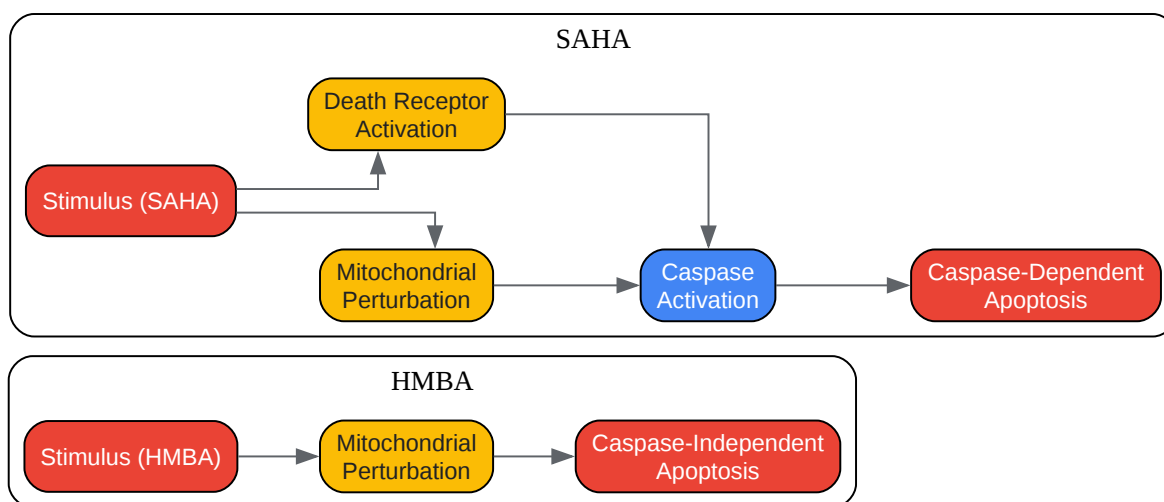 SAHA
Death Receptor
Activation
Stimulus (SAHA)
Mitochondrial
Perturbation
Caspase
Activation
Caspase-Dependent
Apoptosis
HMBA
Stimulus (HMBA)
Mitochondrial
Perturbation
Caspase-Independent
Apoptosis